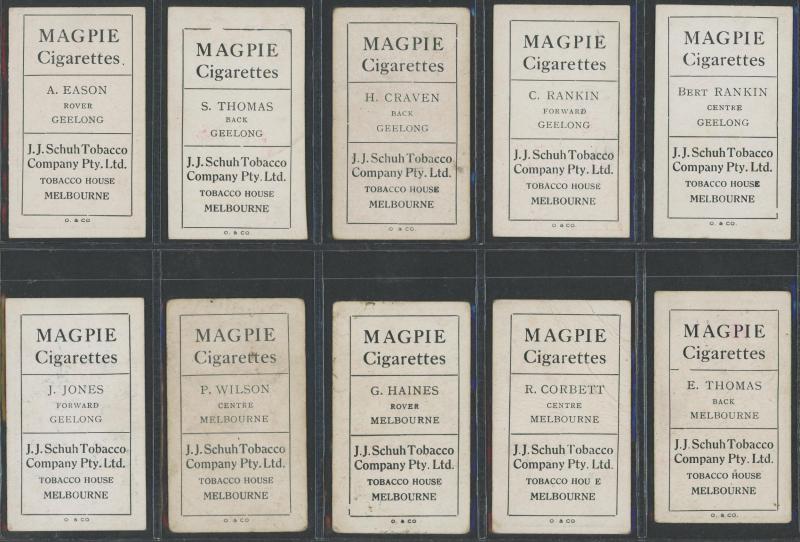 MAGPIE
Cigarettes
A. EASON
ROVER
GEELONG
J.J. Schuh Tobacco
Company Pty. Ltd.
TOBACCO HOUSE
MELBOURNE
O. & CO
MAGPIE
Cigarettes
S. THOMAS
BACK
GEELONG
J.J. Schuh Tobacco
Company Pty. Ltd.
TOBACCO HOUSE
MELBOURNE
O. & CO
MAGPIE
Cigarettes
H. CRAVEN
BACK
GEELONG
J.J. Schuh Tobacco
Company Pty. Ltd.
TOBACCO HOUSE
MELBOURNE
O. & CO
MAGPIE
Cigarettes
C. RANKIN
FORWARD
GEELONG
J.J. Schuh Tobacco
Company Pty. Ltd.
TOBACCO HOUSE
MELBOURNE
O. & CO.
MAGPIE
Cigarettes
BERT RANKIN
CENTRE
GEELONG
J.J. Schuh Tobacco
Company Pty. Ltd.
TOBACCO HOUSE
MELBOURNE
O. & CO.
MAGPIE
Cigarettes
J. JONES
FORWARD
GEELONG
J.J. Schuh Tobacco
Company Pty. Ltd.
TOBACCO HOUSE
MELBOURNE
O. & CO
MAGPIE
Cigarettes
P. WILSON
CENTRE
MELBOURNE
J.J. Schuh Tobacco
Company Pty. Ltd.
TOBACCO HOUSE
MELBOURNE
O. & CO
MAGPIE
Cigarettes
G. HAINES
ROVER
MELBOURNE
J.J. Schuh Tobacco
Company Pty. Ltd.
TOBACCO HOUSE
MELBOURNE
O. & CO
MAGPIE
Cigarettes
R. CORBETT
CENTRE
MELBOURNE
J.J. Schuh Tobacco
Company Pty. Ltd.
TOBACCO HOU E
MELBOURNE
O. & CO
MAGPIE
Cigarettes
E. THOMAS
BACK
MELBOURNE
J.J. Schuh Tobacco
Company Pty. Ltd.
TOBACCO HOUSE
MELBOURNE
O. & CO.